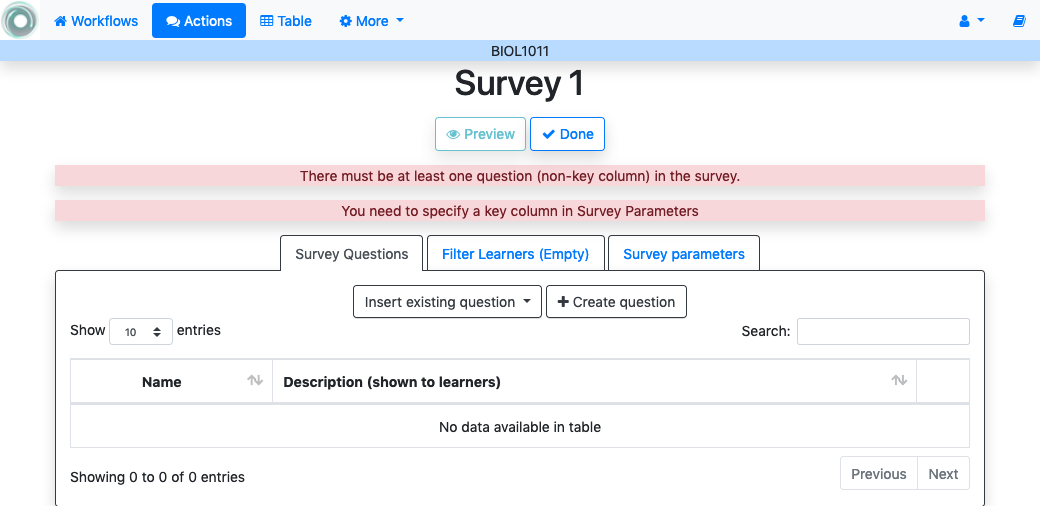 Workflows Actions Table More
BIOL1011
Survey 1
Preview Done
There must be at least one question (non-key column) in the survey.
You need to specify a key column in Survey Parameters
Survey Questions Filter Learners (Empty) Survey parameters
Insert existing question Create question
Show 10 entries Search:
Name Description (shown to learners)
No data available in table
Showing 0 to 0 of 0 entries Previous Next